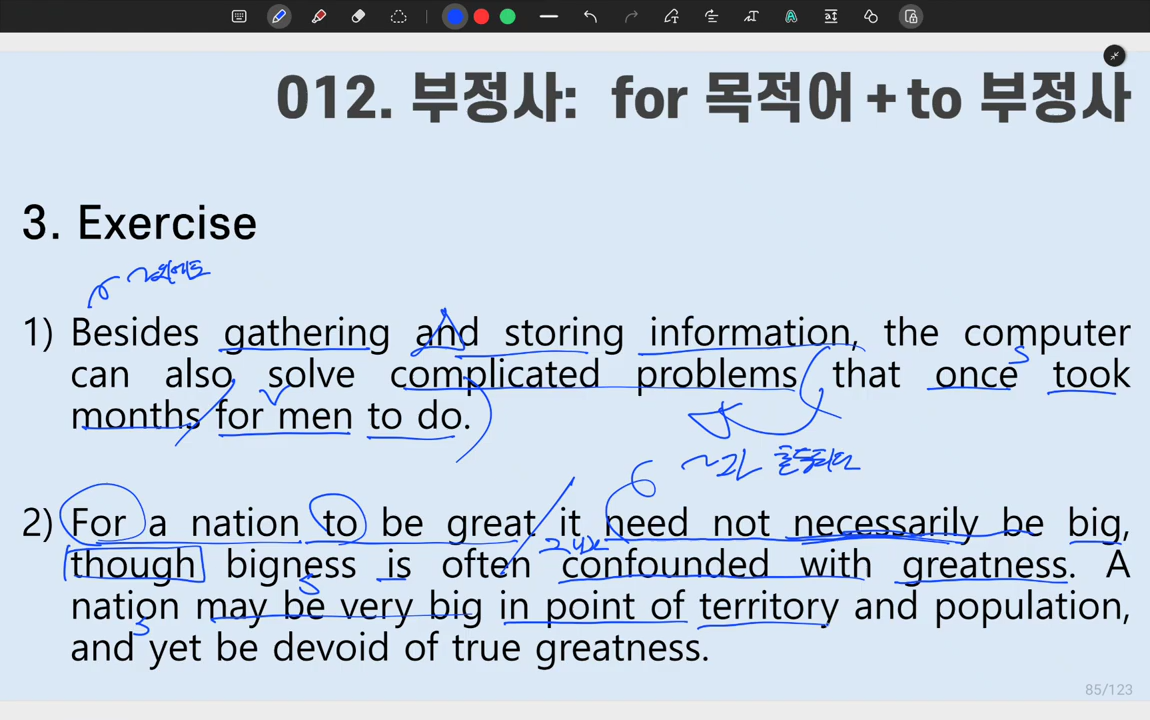 012. 부정사: for 목적어 + to 부정사
3. Exercise
~외에도
1) Besides gathering and storing information, the computer
can also solve complicated problems that once took
months for men to do.
~과 혼동되다
2) For a nation to be great it need not necessarily be big,
though bigness is often confounded with greatness. A
nation may be very big in point of territory and population,
and yet be devoid of true greatness.
85/123